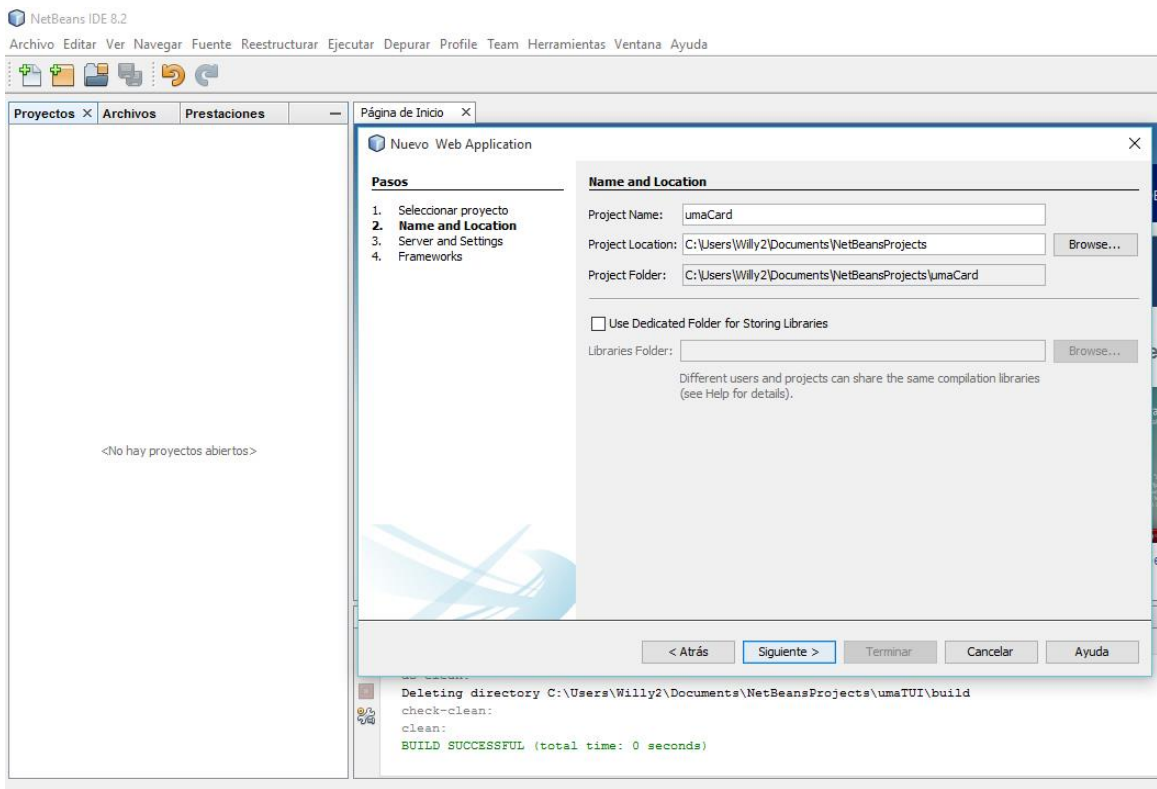 NetBeans IDE 8.2
Archivo Editar Ver Navegar Fuente Reestructurar Ejecutar Depurar Profile Team Herramientas Ventana Ayuda
Proyectos Archivos Prestaciones
Página de Inicio
<No hay proyectos abiertos>
Nuevo Web Application
Pasos
1. Seleccionar proyecto
2. Name and Location
3. Server and Settings
4. Frameworks
Name and Location
Project Name: umaCard
Project Location: C:\Users\Willy2\Documents\NetBeansProjects Browse...
Project Folder: C:\Users\Willy2\Documents\NetBeansProjects\umaCard
Use Dedicated Folder for Storing Libraries
Libraries Folder: Browse...
Different users and projects can share the same compilation libraries
(see Help for details).
< Atrás Siguiente > Terminar Cancelar Ayuda
Deleting directory C:\Users\Willy2\Documents\NetBeansProjects\umaTUI\build
check-clean:
clean:
BUILD SUCCESSFUL (total time: 0 seconds)